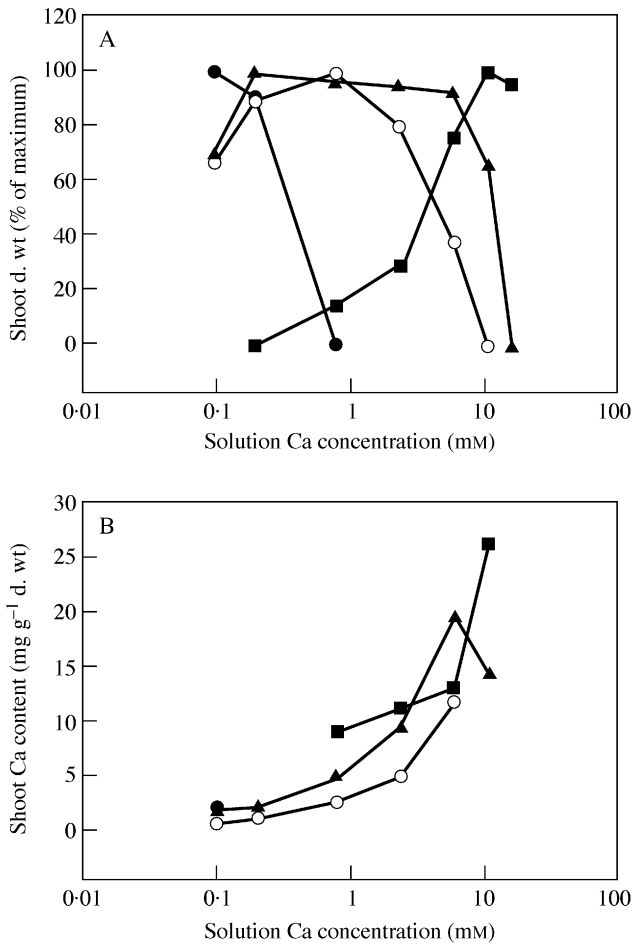 A
120
100
80
60
40
20
0
Shoot d. wt (% of maximum)
0·01 0·1 1 10 100
Solution Ca concentration (mM)
B
30
25
20
15
10
5
0
Shoot Ca content (mg g⁻¹ d. wt)
0·01 0·1 1 10 100
Solution Ca concentration (mM)